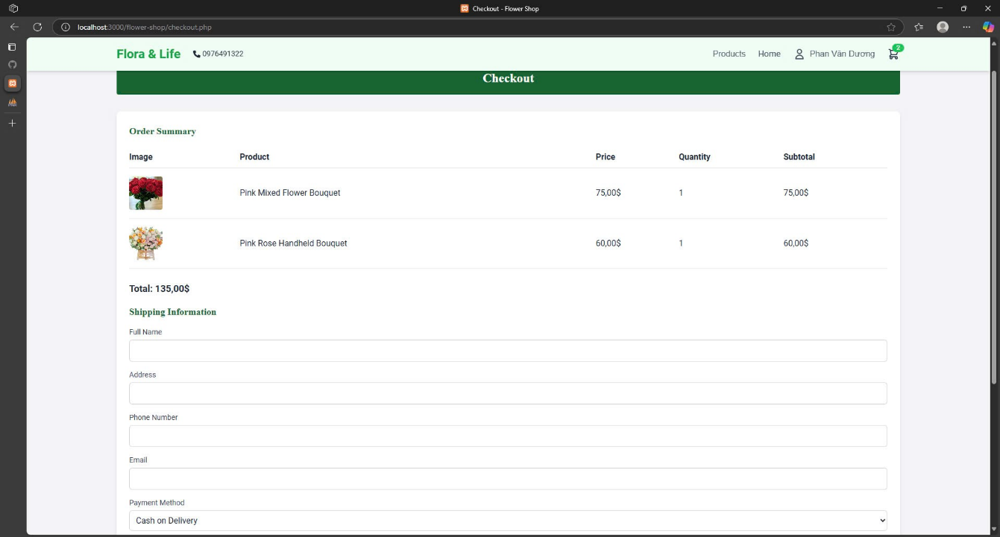 Checkout - Flower Shop
localhost:3000/flower-shop/checkout.php
Flora & Life 0976491322 Products Home Phan Văn Dương 2
Checkout
Order Summary
Image Product Price Quantity Subtotal
Pink Mixed Flower Bouquet 75,00$ 1 75,00$
Pink Rose Handheld Bouquet 60,00$ 1 60,00$
Total: 135,00$
Shipping Information
Full Name
Address
Phone Number
Email
Payment Method
Cash on Delivery